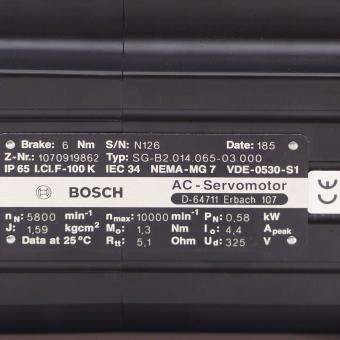 Brake: 6 Nm S/N N126 Date: 185
Z-Nr.: 1070919862 Typ: SG-B2.014.065-03.000
IP 65 I.Cl.F-100 K IEC 34 NEMA-MG 7 VDE-0530-S1
BOSCH AC-Servomotor
D-64711 Erbach 107
CE
nN: 5800 min⁻¹ nmax: 10000 min⁻¹ PN: 0,58 kW
J: 1,59 kgcm² Mo: 1,3 Nm Io: 4,4 Apeak
Data at 25°C Rtt: 5,1 Ohm Ud: 325 V